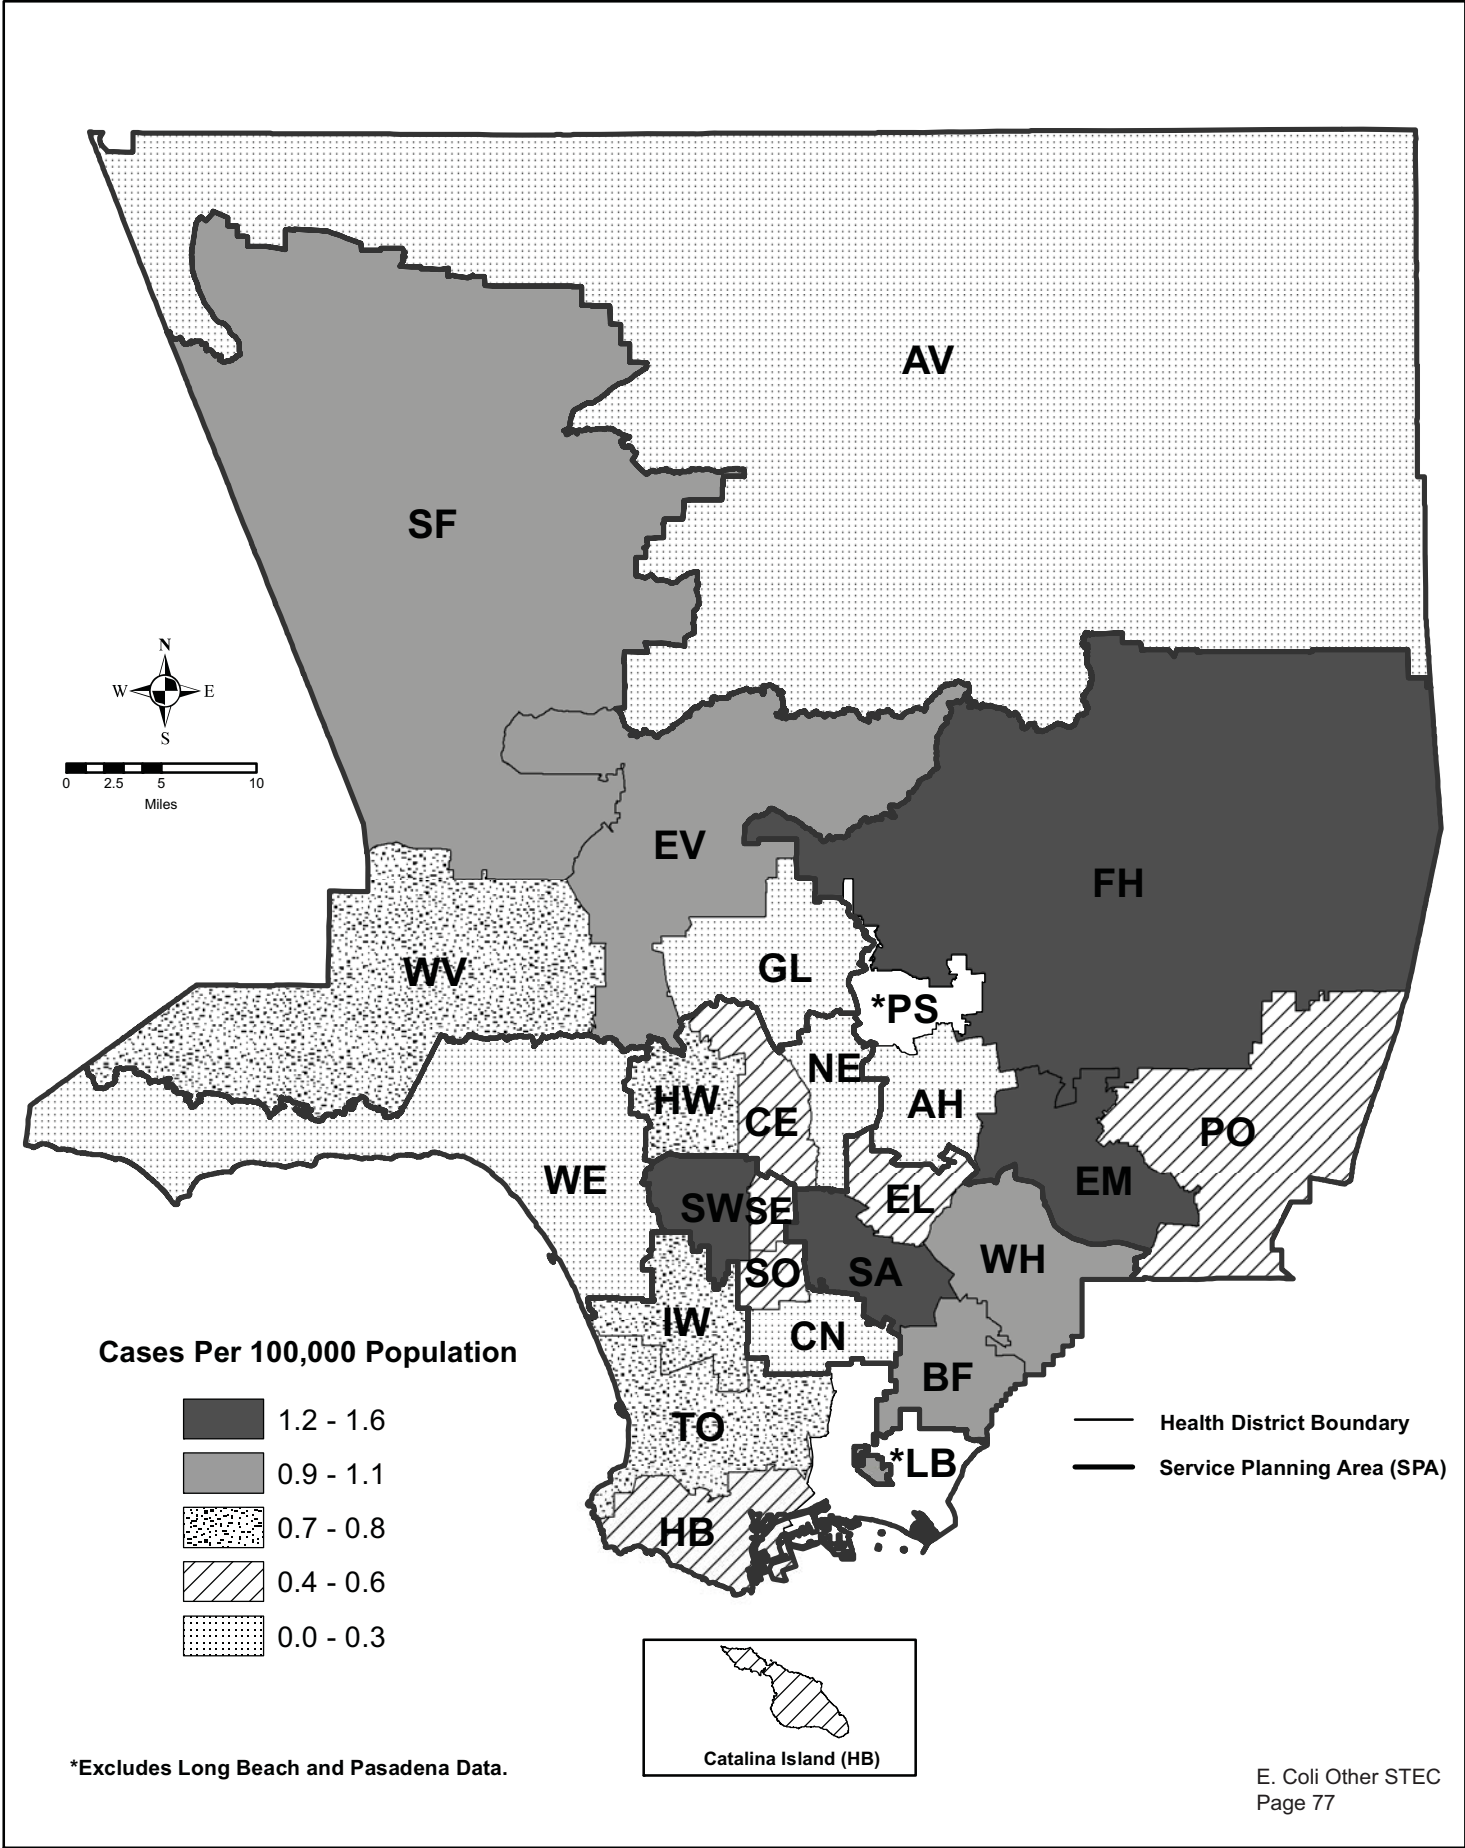 AV
SF
N
W E
S
0 2.5 5 10
Miles
EV
FH
WV
GL
*PS
NE
HW
AH
CE
PO
WE
EM
SW
SE
EL
WH
SO
SA
IW
CN
Cases Per 100,000 Population
BF
1.2 - 1.6
TO
Health District Boundary
0.9 - 1.1
*LB
Service Planning Area (SPA)
0.7 - 0.8
HB
0.4 - 0.6
0.0 - 0.3
Catalina Island (HB)
*Excludes Long Beach and Pasadena Data.
E. Coli Other STEC
Page 77